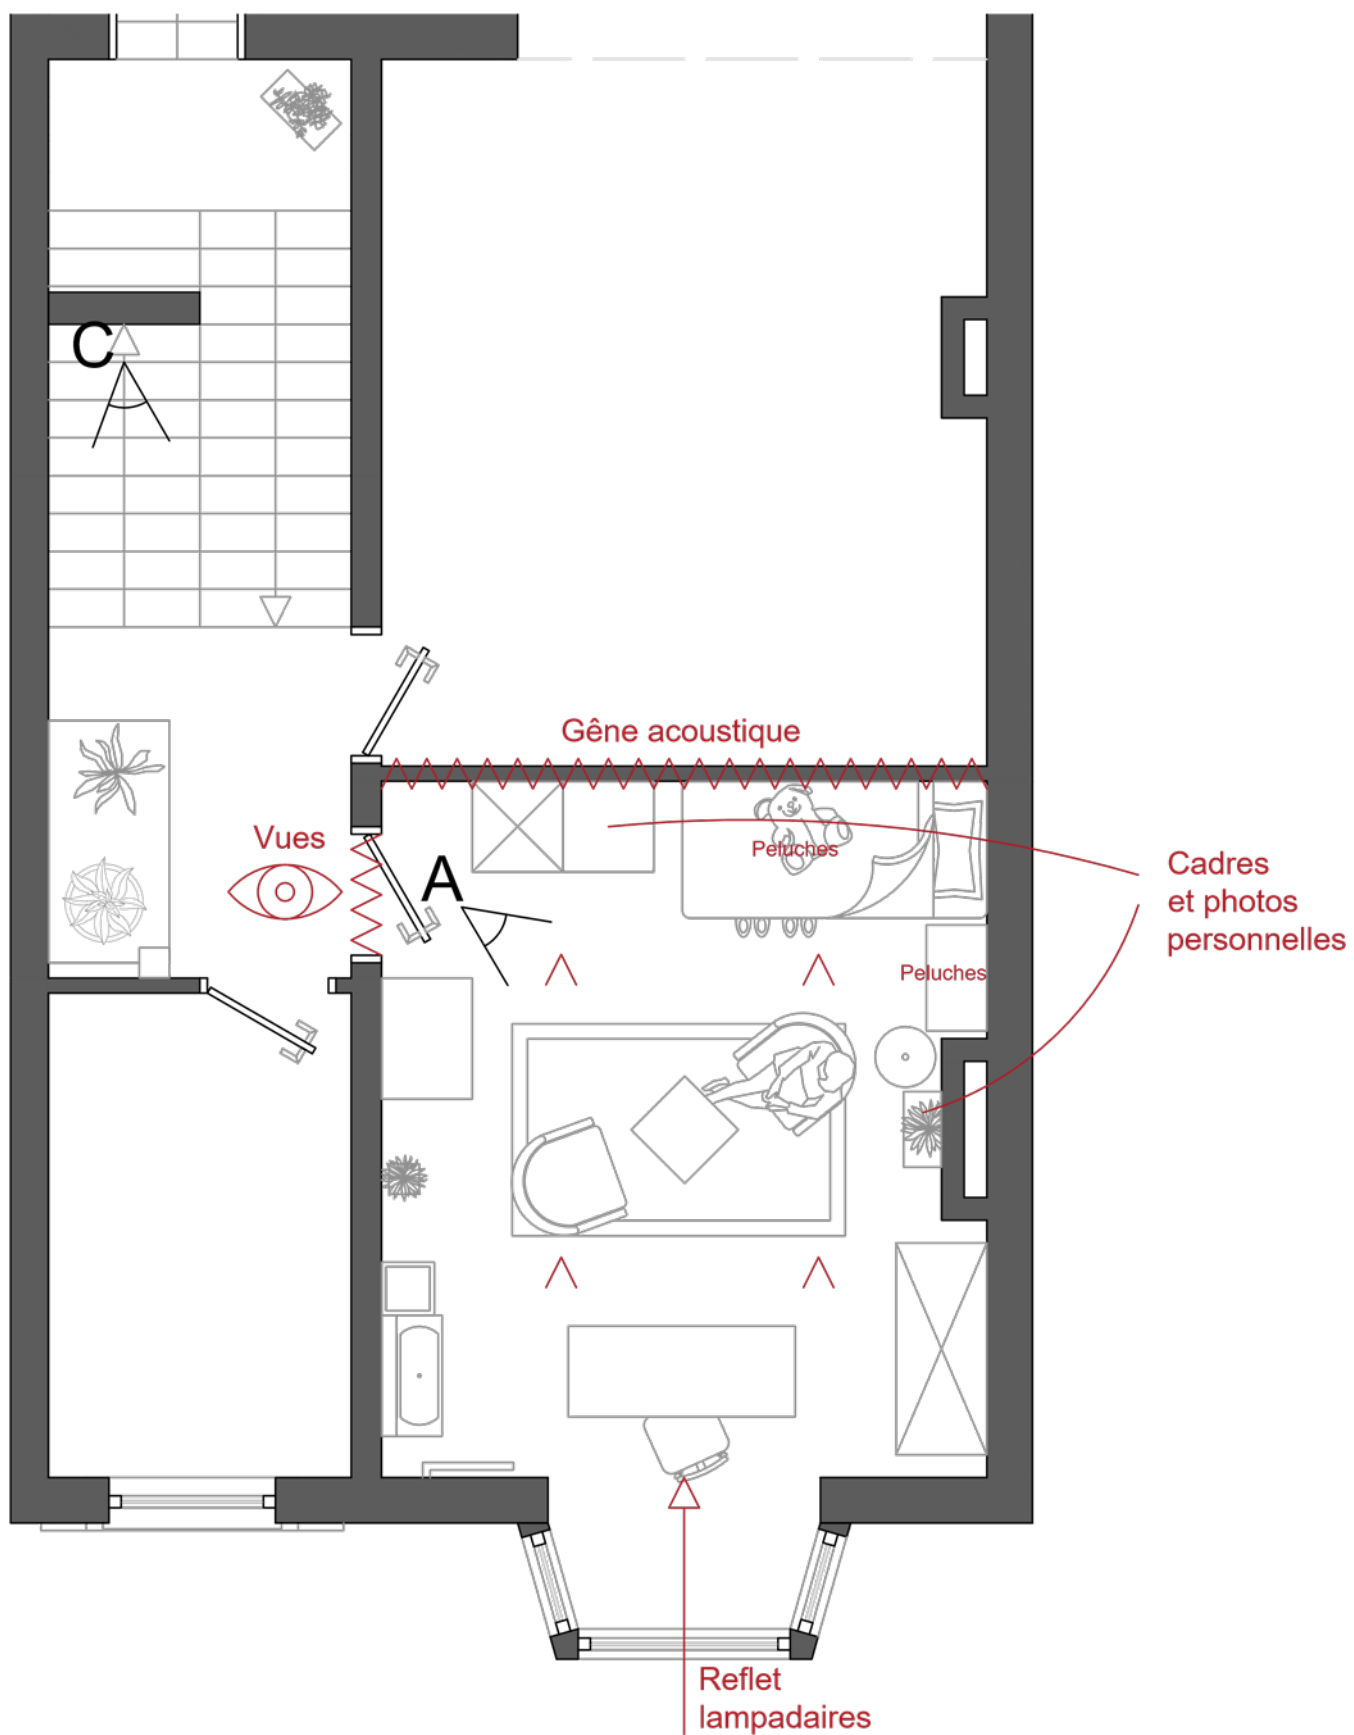 C
Gêne acoustique
Vues
A
Peluches
Cadres
et photos
personnelles
Peluches
Reflet
lampadaires